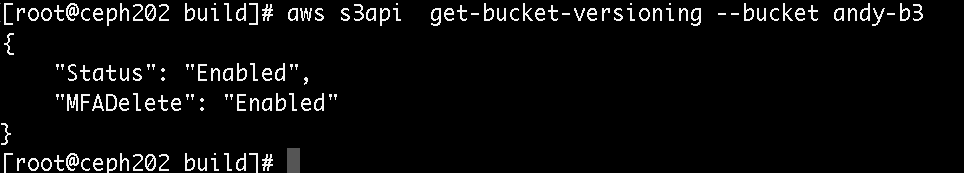 [root@ceph202 build]# aws s3api  get-bucket-versioning --bucket andy-b3
{
    "Status": "Enabled",
    "MFADelete": "Enabled"
}
[root@ceph202 build]#